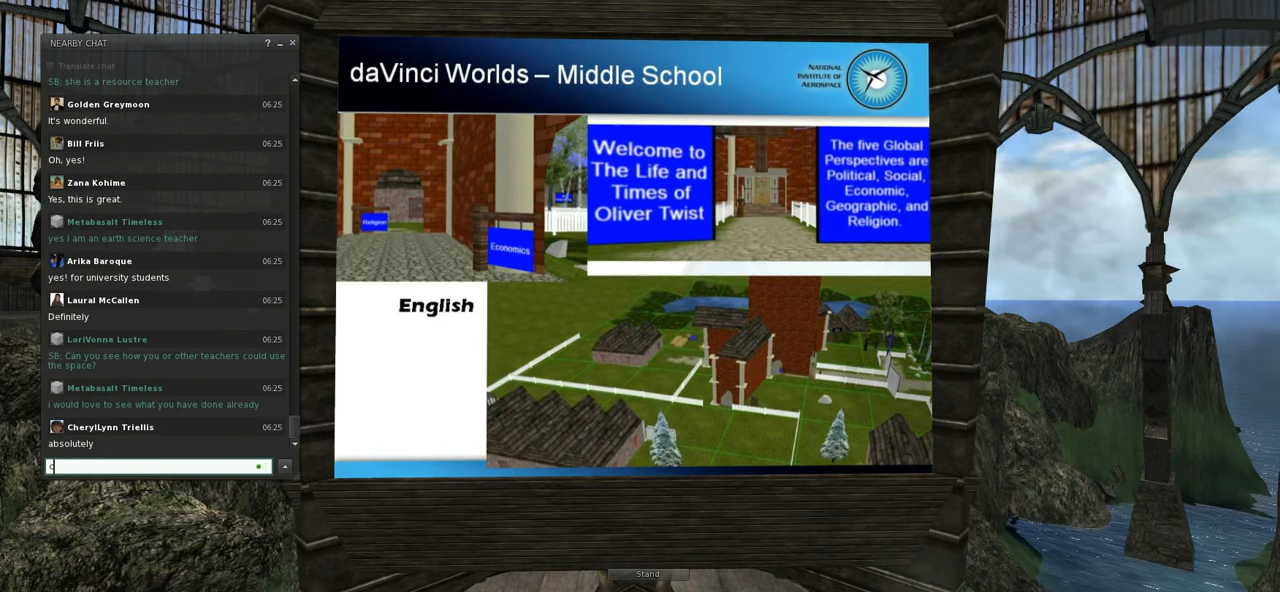 NEARBY CHAT
? _ ×
Translate chat
SB: she is a resource teacher
Golden Greymoon 06:25
It's wonderful.
Bill Friis 06:25
Oh, yes!
Zana Kohime 06:25
Yes, this is great.
Metabasalt Timeless 06:25
yes i am an earth science teacher
Arika Baroque 06:25
yes! for university students
Laural McCallen 06:25
Definitely
LoriVonne Lustre 06:25
SB: Can you see how you or other teachers could use
the space?
Metabasalt Timeless 06:25
i would love to see what you have done already
CherylLynn Triellis 06:25
absolutely
c
daVinci Worlds – Middle School
NATIONAL
INSTITUTE OF
AEROSPACE
Religion
Economics
Welcome to
The Life and
Times of
Oliver Twist
The five Global
Perspectives are
Political, Social,
Economic,
Geographic, and
Religion.
English
Stand